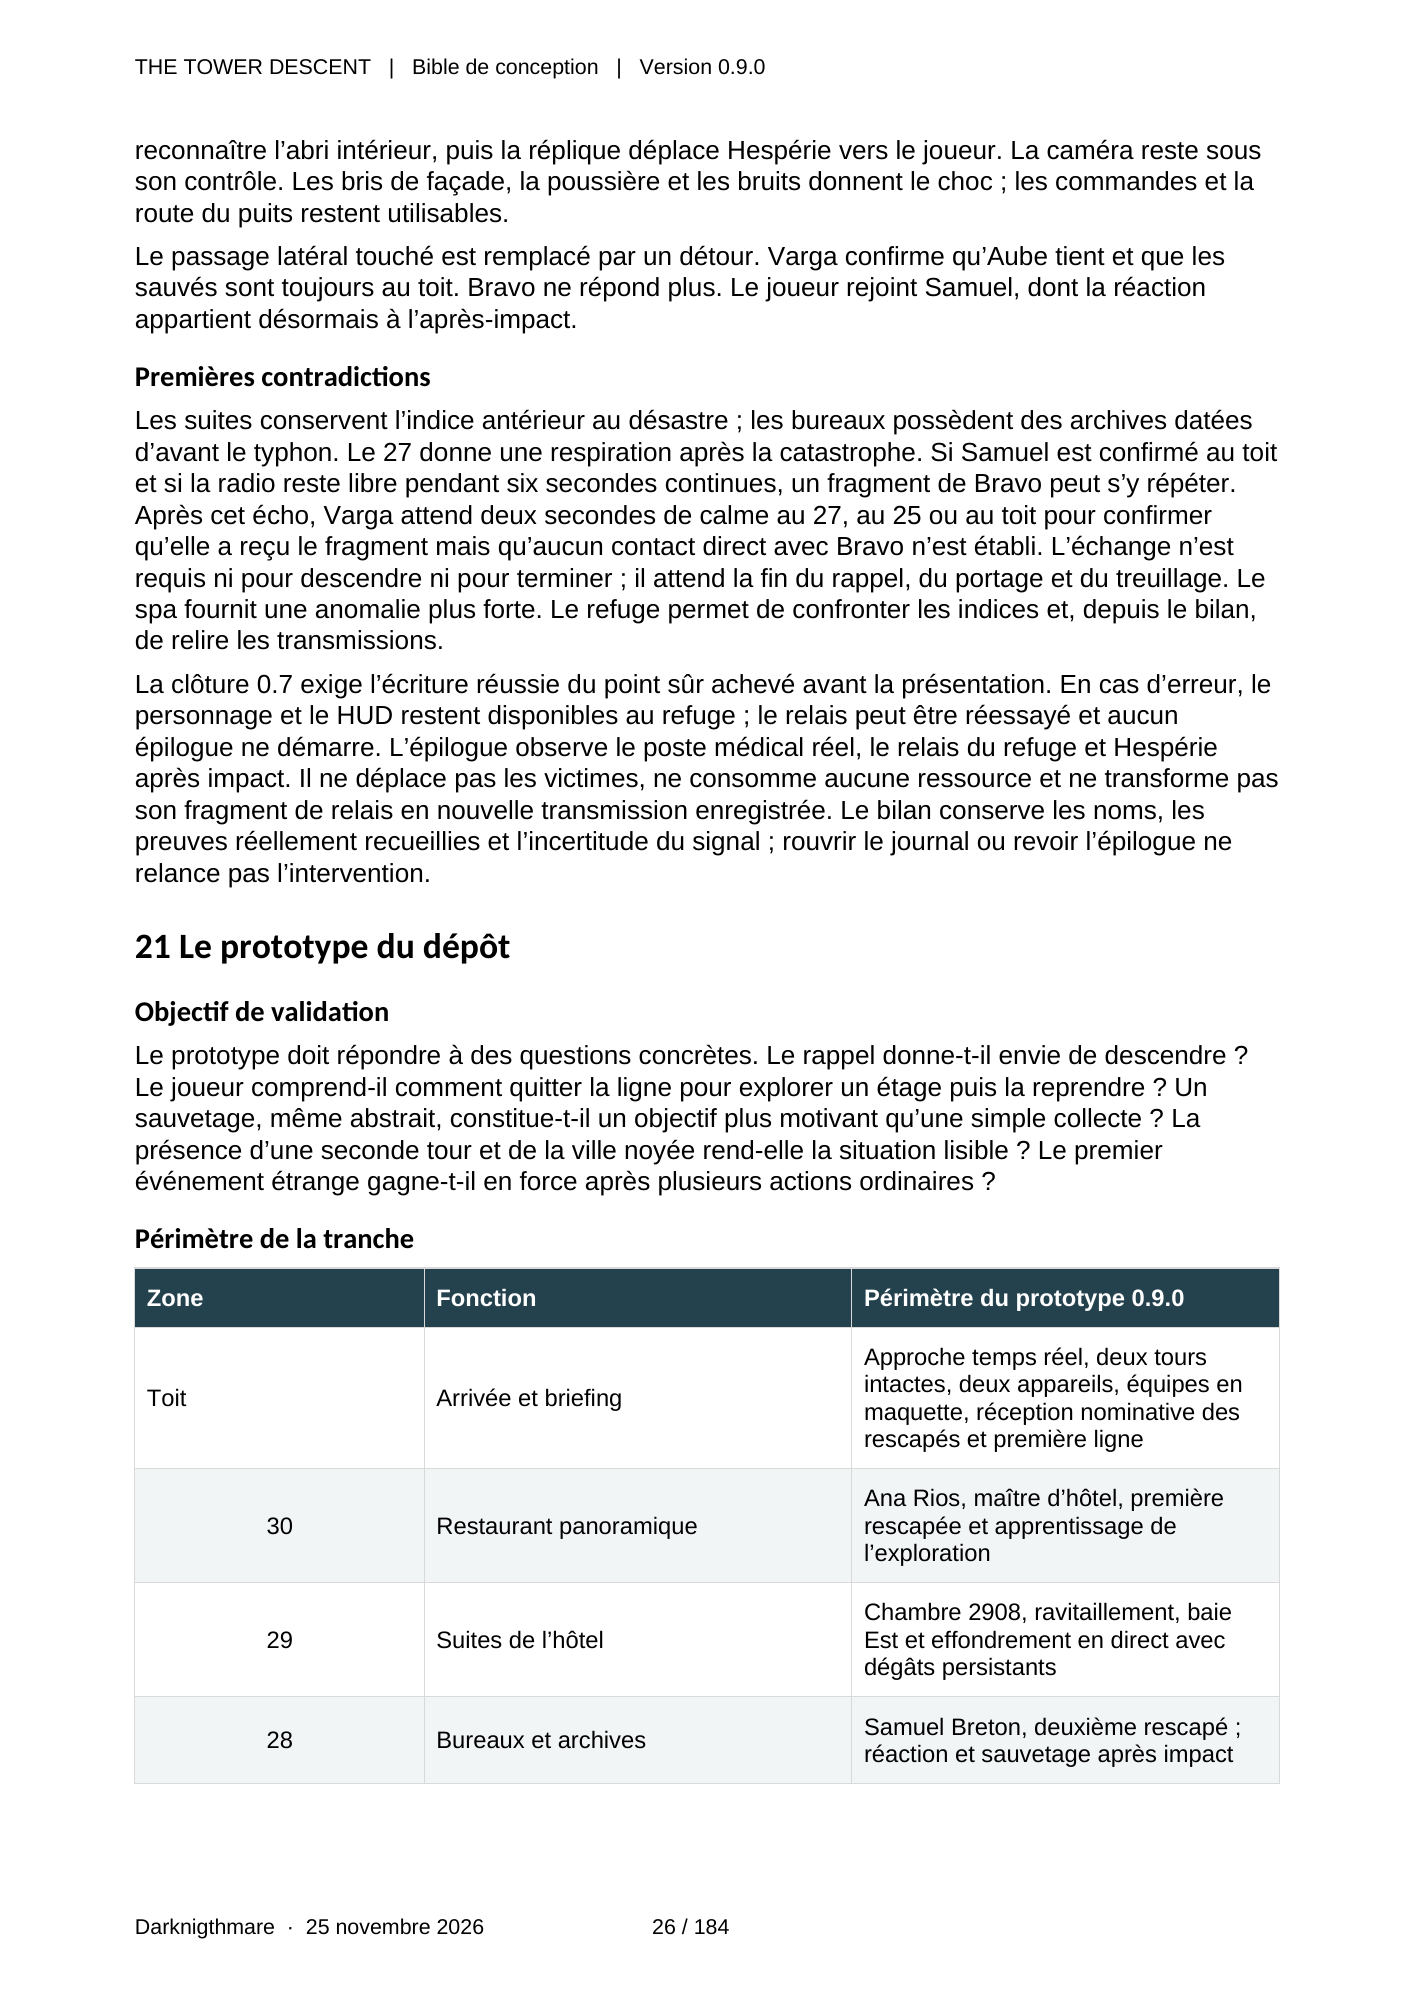 THE TOWER DESCENT | Bible de conception | Version 0.9.0
reconnaître l’abri intérieur, puis la réplique déplace Hespérie vers le joueur. La caméra reste sous
son contrôle. Les bris de façade, la poussière et les bruits donnent le choc ; les commandes et la
route du puits restent utilisables.
Le passage latéral touché est remplacé par un détour. Varga confirme qu’Aube tient et que les
sauvés sont toujours au toit. Bravo ne répond plus. Le joueur rejoint Samuel, dont la réaction
appartient désormais à l’après-impact.
Premières contradictions
Les suites conservent l’indice antérieur au désastre ; les bureaux possèdent des archives datées
d’avant le typhon. Le 27 donne une respiration après la catastrophe. Si Samuel est confirmé au toit
et si la radio reste libre pendant six secondes continues, un fragment de Bravo peut s’y répéter.
Après cet écho, Varga attend deux secondes de calme au 27, au 25 ou au toit pour confirmer
qu’elle a reçu le fragment mais qu’aucun contact direct avec Bravo n’est établi. L’échange n’est
requis ni pour descendre ni pour terminer ; il attend la fin du rappel, du portage et du treuillage. Le
spa fournit une anomalie plus forte. Le refuge permet de confronter les indices et, depuis le bilan,
de relire les transmissions.
La clôture 0.7 exige l’écriture réussie du point sûr achevé avant la présentation. En cas d’erreur, le
personnage et le HUD restent disponibles au refuge ; le relais peut être réessayé et aucun
épilogue ne démarre. L’épilogue observe le poste médical réel, le relais du refuge et Hespérie
après impact. Il ne déplace pas les victimes, ne consomme aucune ressource et ne transforme pas
son fragment de relais en nouvelle transmission enregistrée. Le bilan conserve les noms, les
preuves réellement recueillies et l’incertitude du signal ; rouvrir le journal ou revoir l’épilogue ne
relance pas l’intervention.
21 Le prototype du dépôt
Objectif de validation
Le prototype doit répondre à des questions concrètes. Le rappel donne-t-il envie de descendre ?
Le joueur comprend-il comment quitter la ligne pour explorer un étage puis la reprendre ? Un
sauvetage, même abstrait, constitue-t-il un objectif plus motivant qu’une simple collecte ? La
présence d’une seconde tour et de la ville noyée rend-elle la situation lisible ? Le premier
événement étrange gagne-t-il en force après plusieurs actions ordinaires ?
Périmètre de la tranche
Zone Fonction Périmètre du prototype 0.9.0
Approche temps réel, deux tours
intactes, deux appareils, équipes en
Toit Arrivée et briefing
maquette, réception nominative des
rescapés et première ligne
Ana Rios, maître d’hôtel, première
30 Restaurant panoramique rescapée et apprentissage de
l’exploration
Chambre 2908, ravitaillement, baie
29 Suites de l’hôtel Est et effondrement en direct avec
dégâts persistants
28 Bureaux et archives Samuel Breton, deuxième rescapé ;
réaction et sauvetage après impact
Darknigthmare · 25 novembre 2026 26 / 184